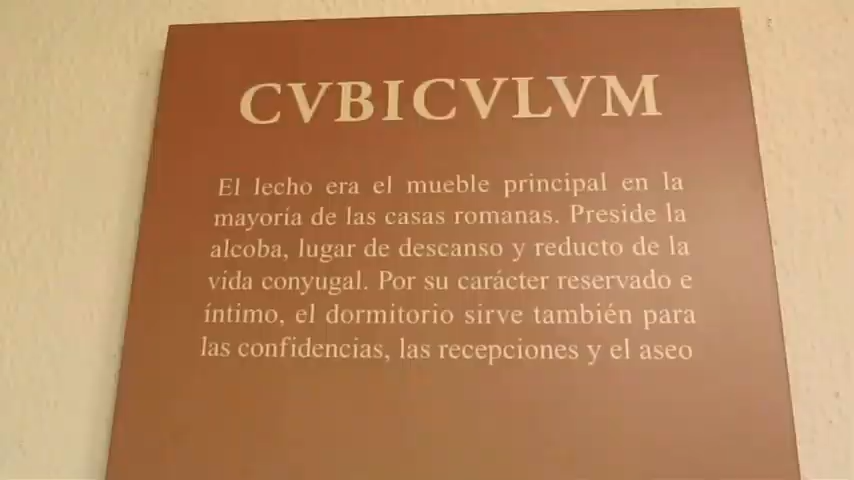 CVBICVLVM
El lecho era el mueble principal en la
mayoría de las casas romanas. Preside la
alcoba, lugar de descanso y reducto de la
vida conyugal. Por su carácter reservado e
íntimo, el dormitorio sirve también para
las confidencias, las recepciones y el aseo